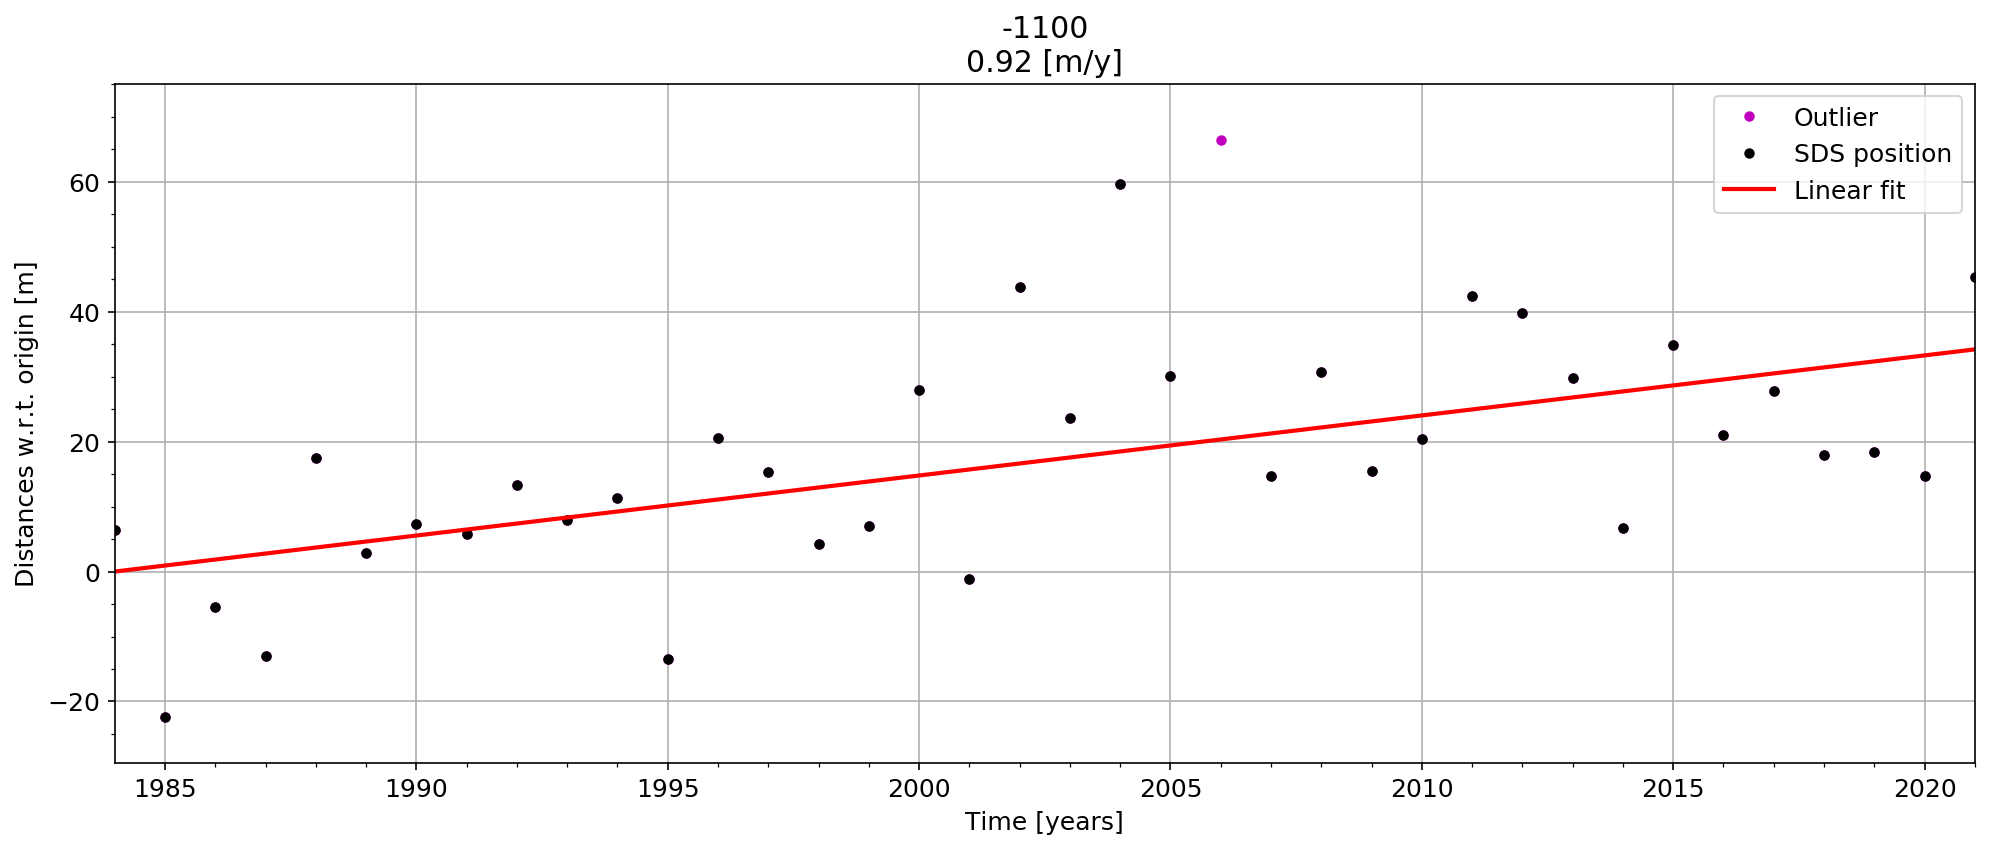 -1100
0.92 [m/y]
Outlier
SDS position
Linear fit
Distances w.r.t. origin [m]
60
40
20
0
−20
1985 1990 1995 2000 2005 2010 2015 2020
Time [years]